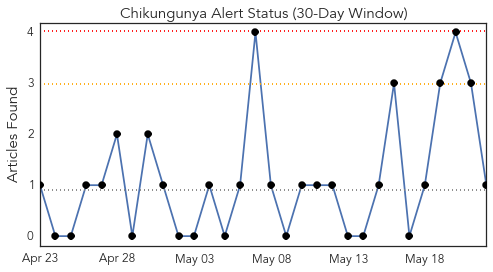 Chikungunya Alert Status (30-Day Window)
Articles Found
4
3
2
1
0
Apr 23
Apr 28
May 03
May 08
May 13
May 18